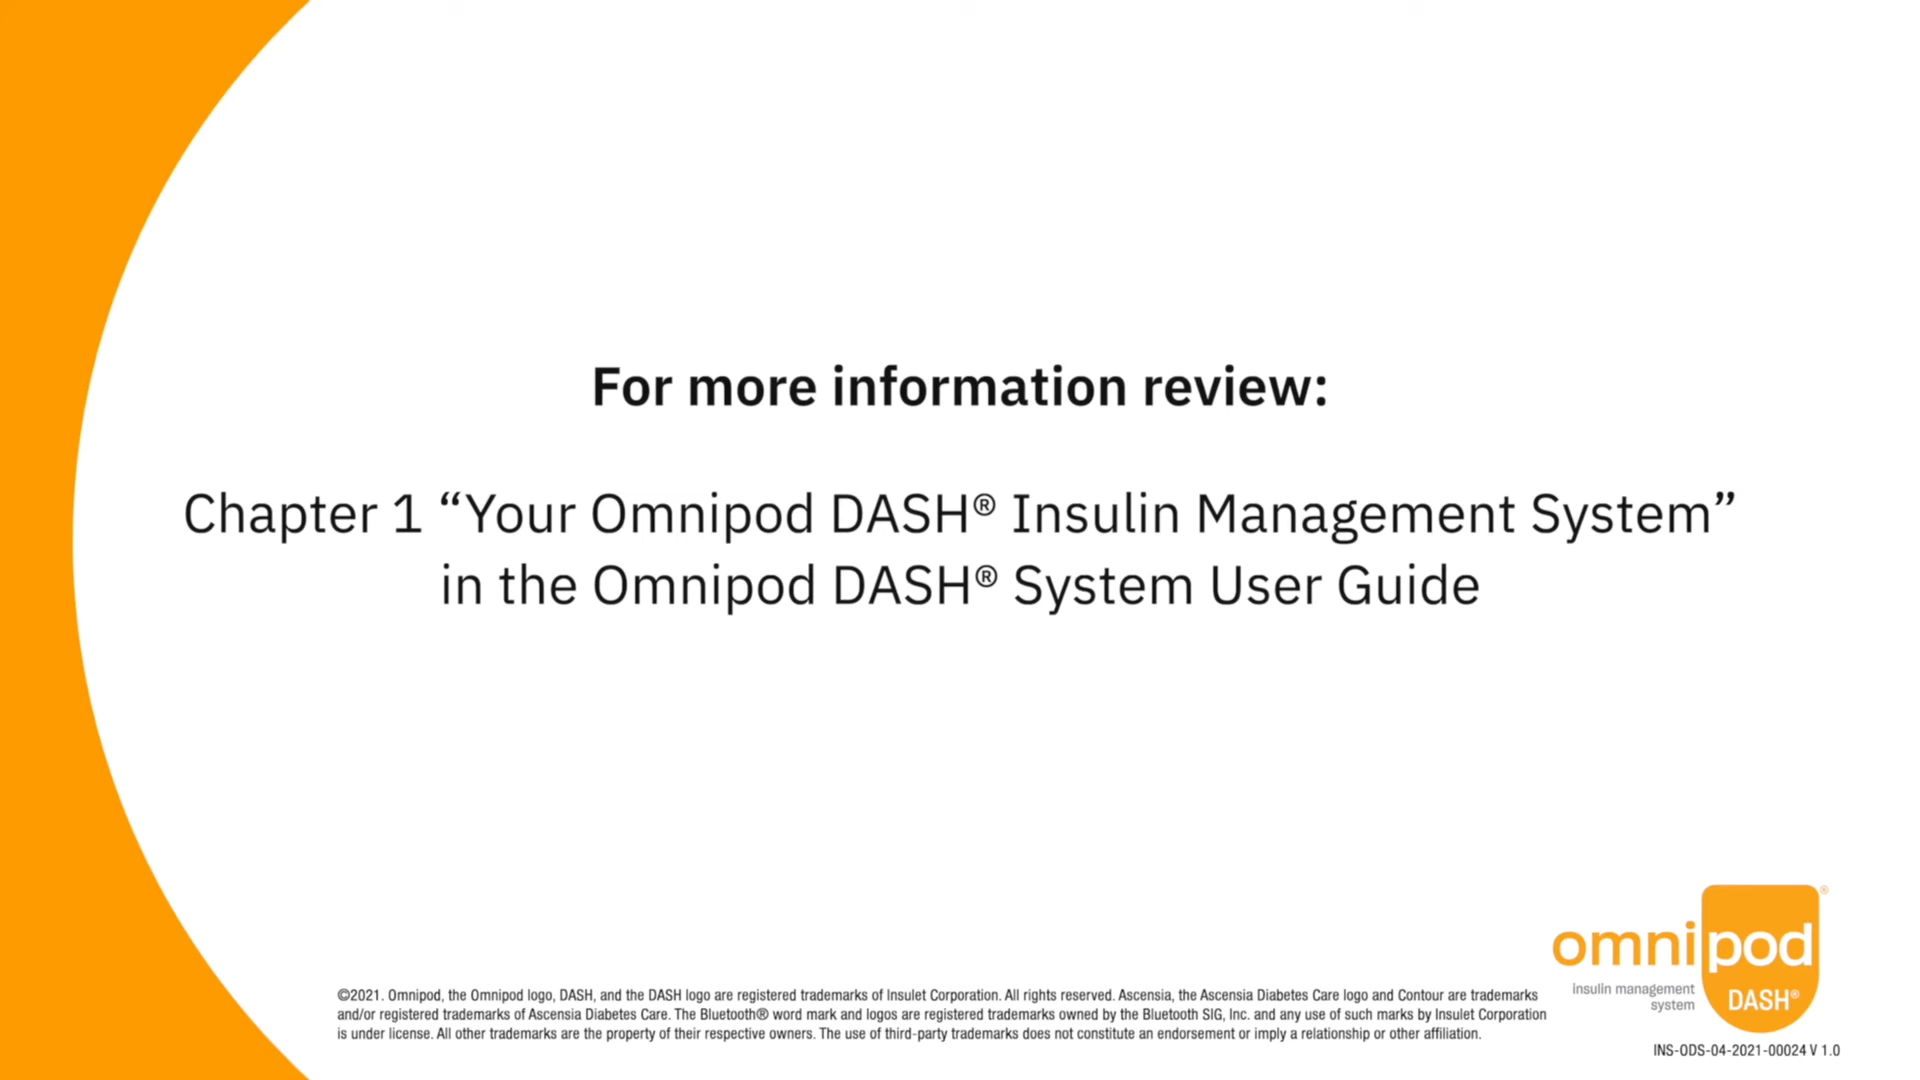 For more information review:
Chapter 1 “Your Omnipod DASH® Insulin Management System”
in the Omnipod DASH® System User Guide
omnipod®
insulin management
system
DASH®
©2021. Omnipod, the Omnipod logo, DASH, and the DASH logo are registered trademarks of Insulet Corporation. All rights reserved. Ascensia, the Ascensia Diabetes Care logo and Contour are trademarks
and/or registered trademarks of Ascensia Diabetes Care. The Bluetooth® word mark and logos are registered trademarks owned by the Bluetooth SIG, Inc. and any use of such marks by Insulet Corporation
is under license. All other trademarks are the property of their respective owners. The use of third-party trademarks does not constitute an endorsement or imply a relationship or other affiliation.
INS-ODS-04-2021-00024 V 1.0